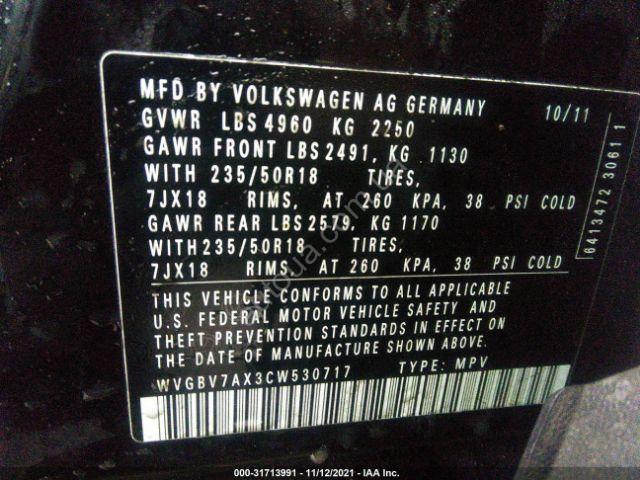 MFD BY VOLKSWAGEN AG GERMANY 10/11
GVWR LBS 4960 KG 2250
GAWR FRONT LBS 2491, KG 1130
WITH 235/50R18 TIRES,
7JX18 RIMS, AT 260 KPA, 38 PSI COLD
GAWR REAR LBS 2579, KG 1170
WITH 235/50R18 TIRES,
7JX18 RIMS, AT 260 KPA, 38 PSI COLD
6413472 3061 1
THIS VEHICLE CONFORMS TO ALL APPLICABLE
U.S. FEDERAL MOTOR VEHICLE SAFETY AND
THEFT PREVENTION STANDARDS IN EFFECT ON
THE DATE OF MANUFACTURE SHOWN ABOVE.
WVGBV7AX3CW530717 TYPE: MPV
000-31713991 - 11/12/2021 - IAA Inc.